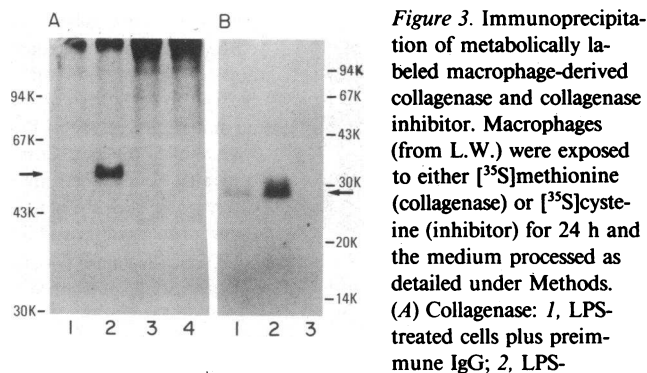 A
B
94K-
67K-
43K-
30K-
1 2 3 4
-94K
-67K
-43K
-30K
-20K
-14K
1 2 3
Figure 3. Immunoprecipita-
tion of metabolically la-
beled macrophage-derived
collagenase and collagenase
inhibitor. Macrophages
(from L.W.) were exposed
to either [³⁵S]methionine
(collagenase) or [³⁵S]cyste-
ine (inhibitor) for 24 h and
the medium processed as
detailed under Methods.
(A) Collagenase: 1, LPS-
treated cells plus preim-
mune IgG; 2, LPS-